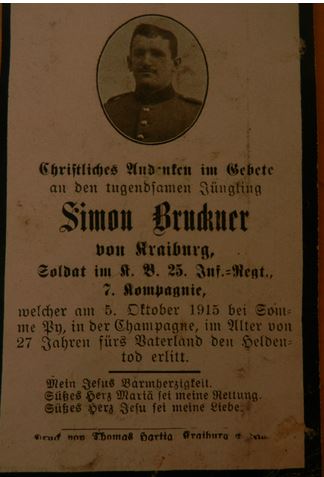 Christliches Andenken im Gebete
an den tugendsamen Jüngling
Simon Bruckner
von Kraiburg,
Soldat im K. B. 25. Inf.=Regt.,
7. Kompagnie,
welcher am 5. Oktober 1915 bei Som=
me Py, in der Champagne, im Alter von
27 Jahren fürs Vaterland den Helden=
tod erlitt.
Mein Jesus Barmherzigkeit.
Süßes Herz Mariä sei meine Rettung.
Süßes Herz Jesu sei meine Liebe.
Druck von Thomas Kraiburg